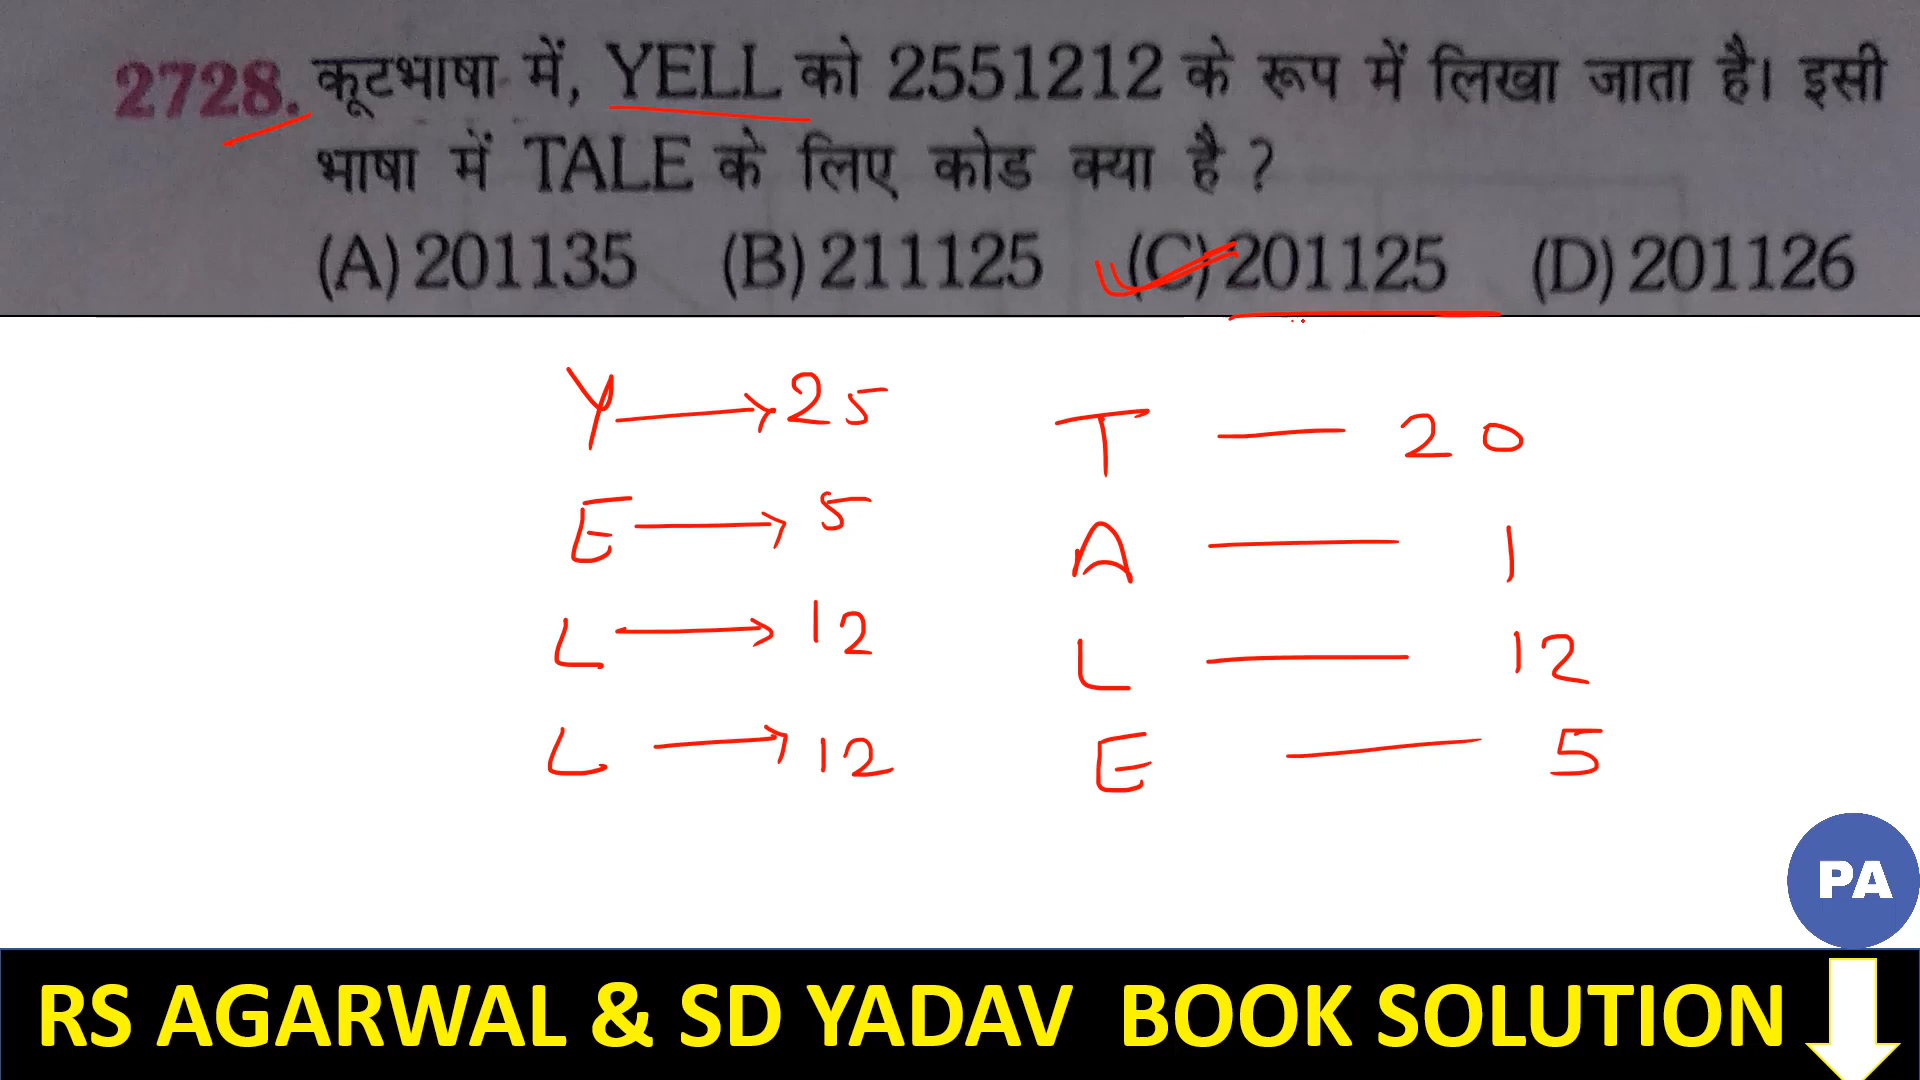 2728. कूटभाषा में, YELL को 2551212 के रूप में लिखा जाता है। इसी
भाषा में TALE के लिए कोड क्या है ?
(A) 201135 (B) 211125 (C) 201125 (D) 201126
Y → 25
E → 5
L → 12
L → 12
T — 20
A — 1
L — 12
E — 5
PA
RS AGARWAL & SD YADAV BOOK SOLUTION